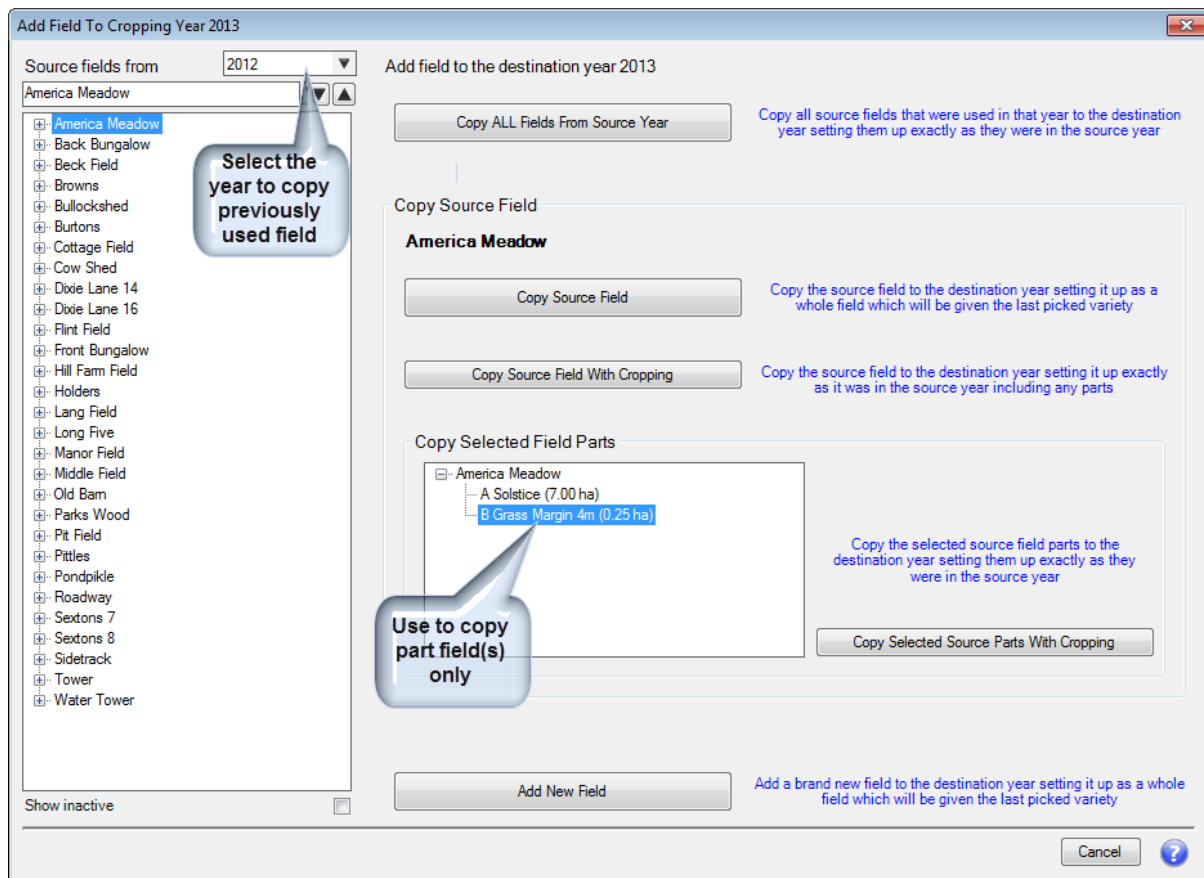 Add Field To Cropping Year 2013
Source fields from
2012
America Meadow
America Meadow
Back Bungalow
Beck Field
Browns
Bullockshed
Burtons
Cottage Field
Cow Shed
Dixie Lane 14
Dixie Lane 16
Flint Field
Front Bungalow
Hill Farm Field
Holders
Lang Field
Long Five
Manor Field
Middle Field
Old Barn
Parks Wood
Pit Field
Pittles
Pondpikle
Roadway
Sextons 7
Sextons 8
Sidetrack
Tower
Water Tower
Show inactive
Select the
year to copy
previously
used field
Add field to the destination year 2013
Copy ALL Fields From Source Year
Copy all source fields that were used in that year to the destination
year setting them up exactly as they were in the source year
Copy Source Field
America Meadow
Copy Source Field
Copy the source field to the destination year setting it up as a
whole field which will be given the last picked variety
Copy Source Field With Cropping
Copy the source field to the destination year setting it up exactly
as it was in the source year including any parts
Copy Selected Field Parts
America Meadow
A Solstice (7.00 ha)
B Grass Margin 4m (0.25 ha)
Use to copy
part field(s)
only
Copy the selected source field parts to the
destination year setting them up exactly as they
were in the source year
Copy Selected Source Parts With Cropping
Add New Field
Add a brand new field to the destination year setting it up as a whole
field which will be given the last picked variety
Cancel
?